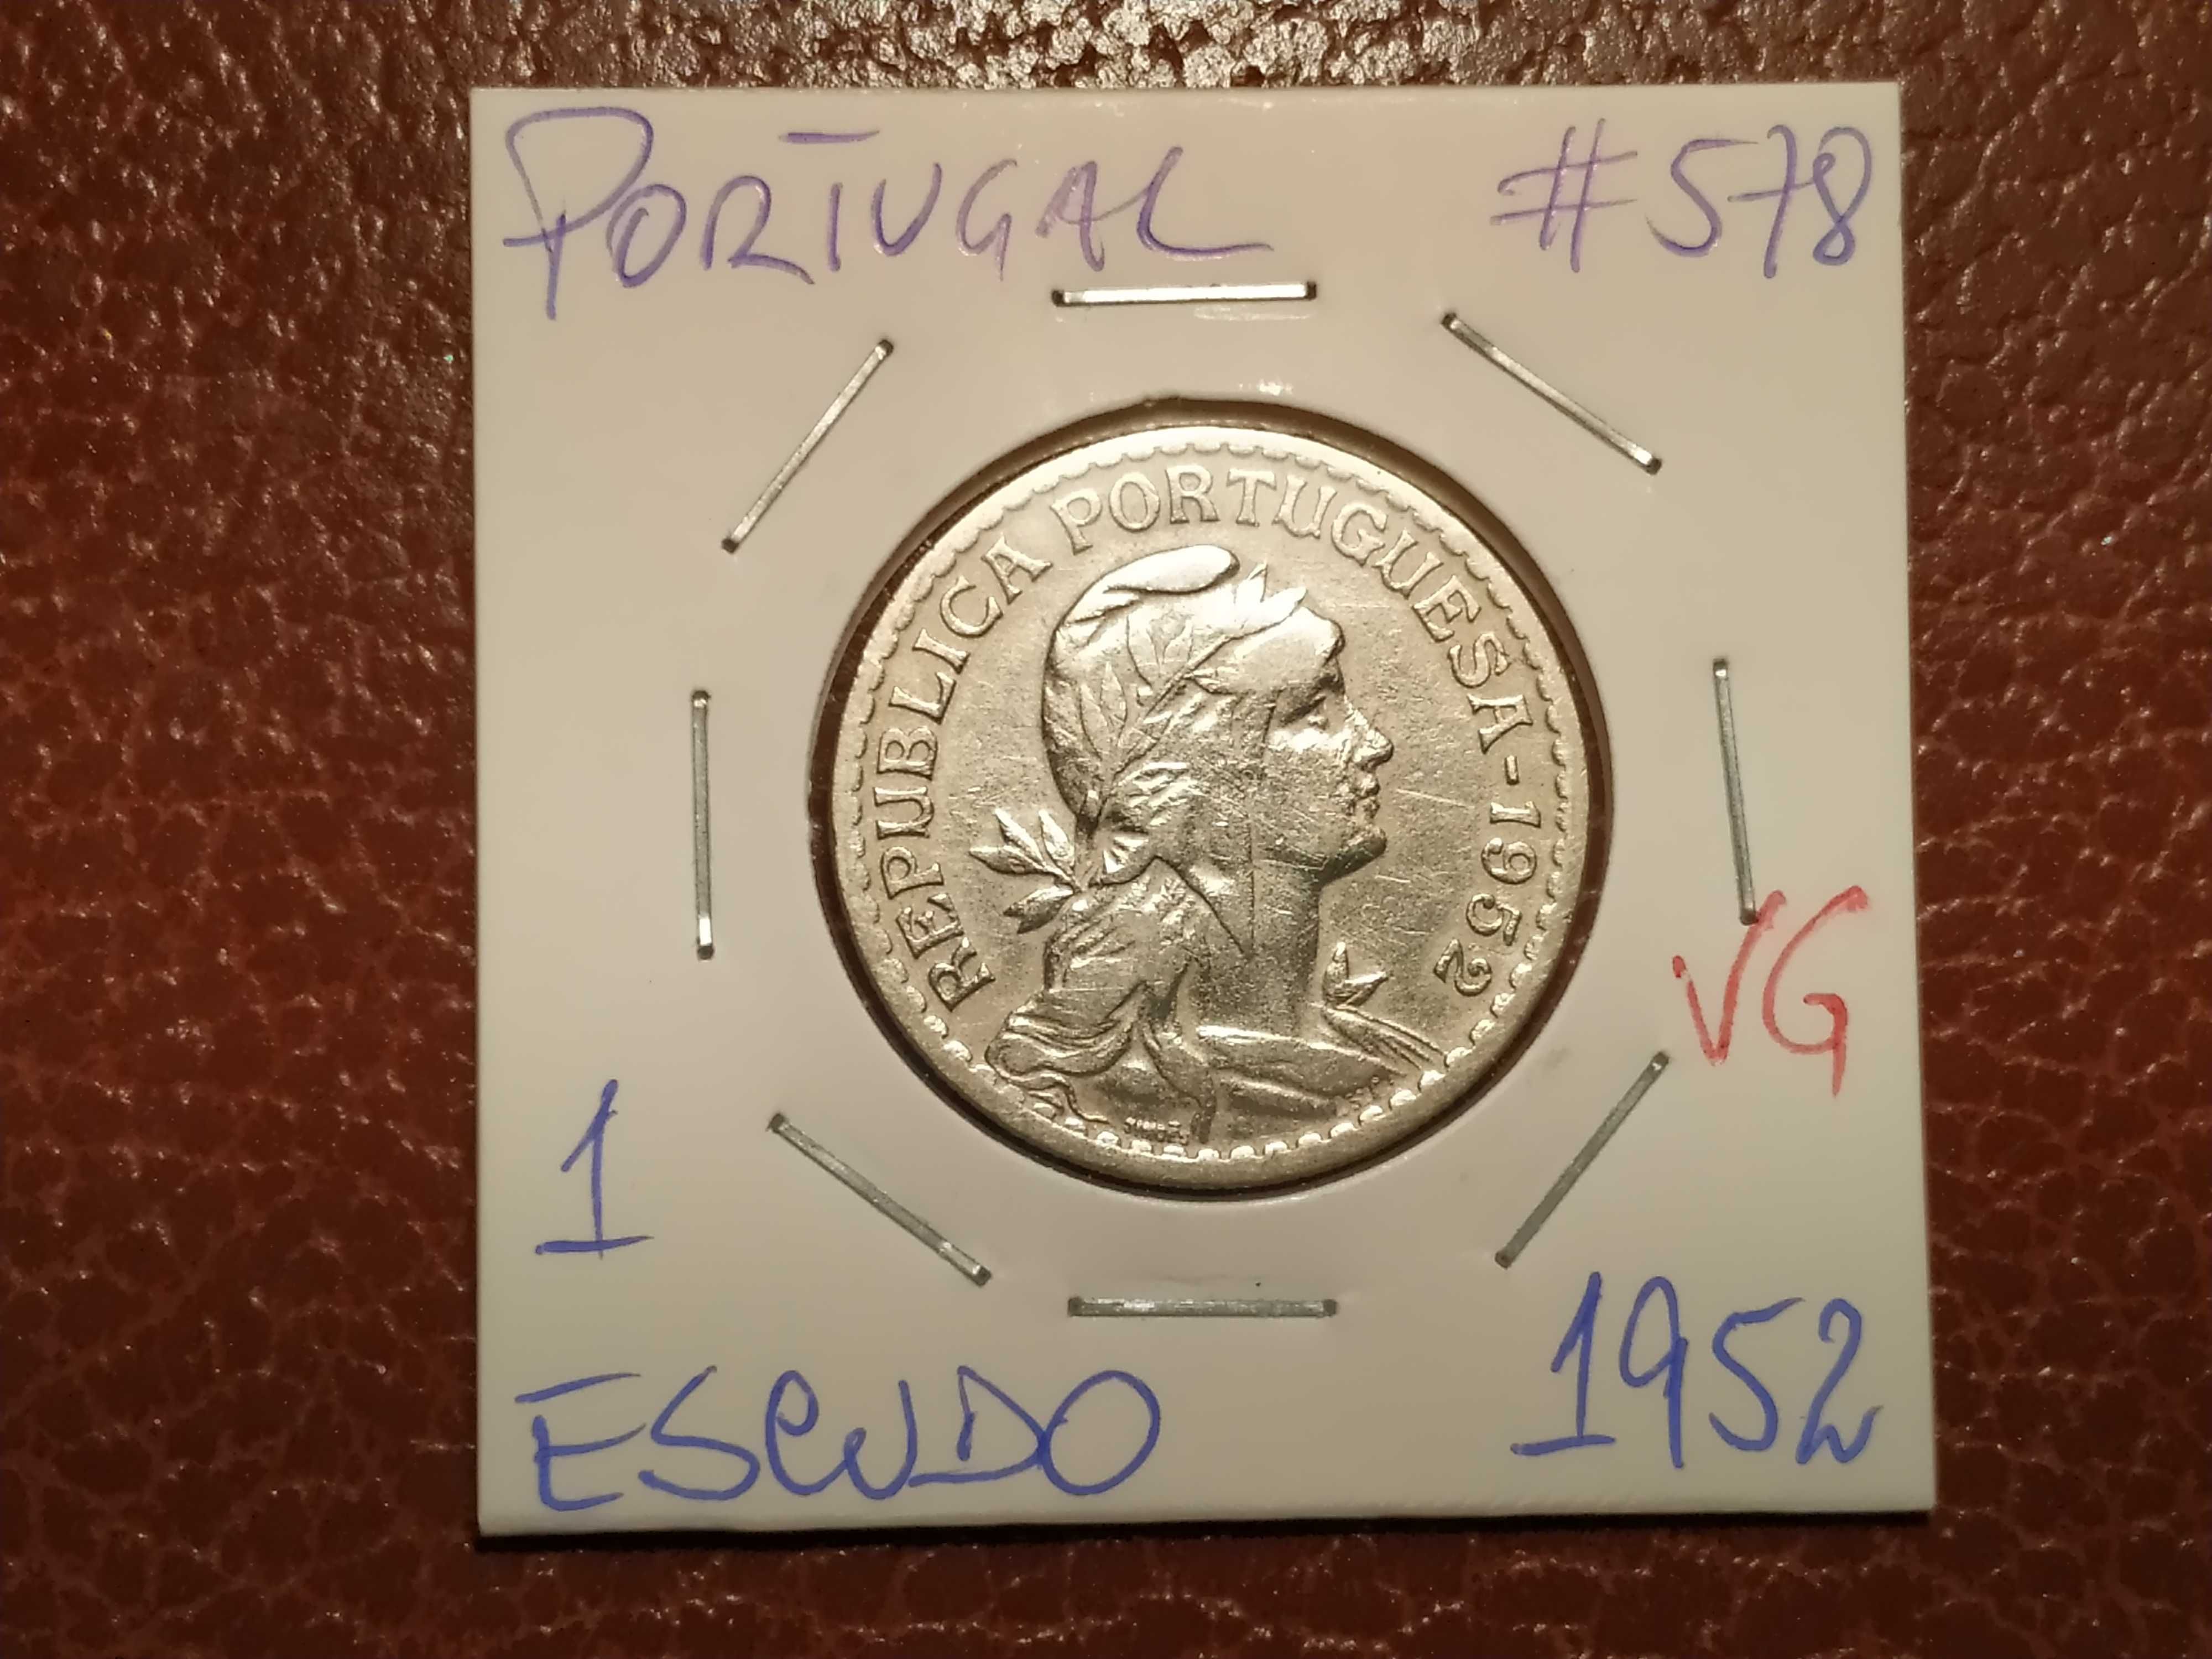 PORTUGAL #578
REPUBLICA PORTUGUESA-1952
VG
1
ESCUDO
1952